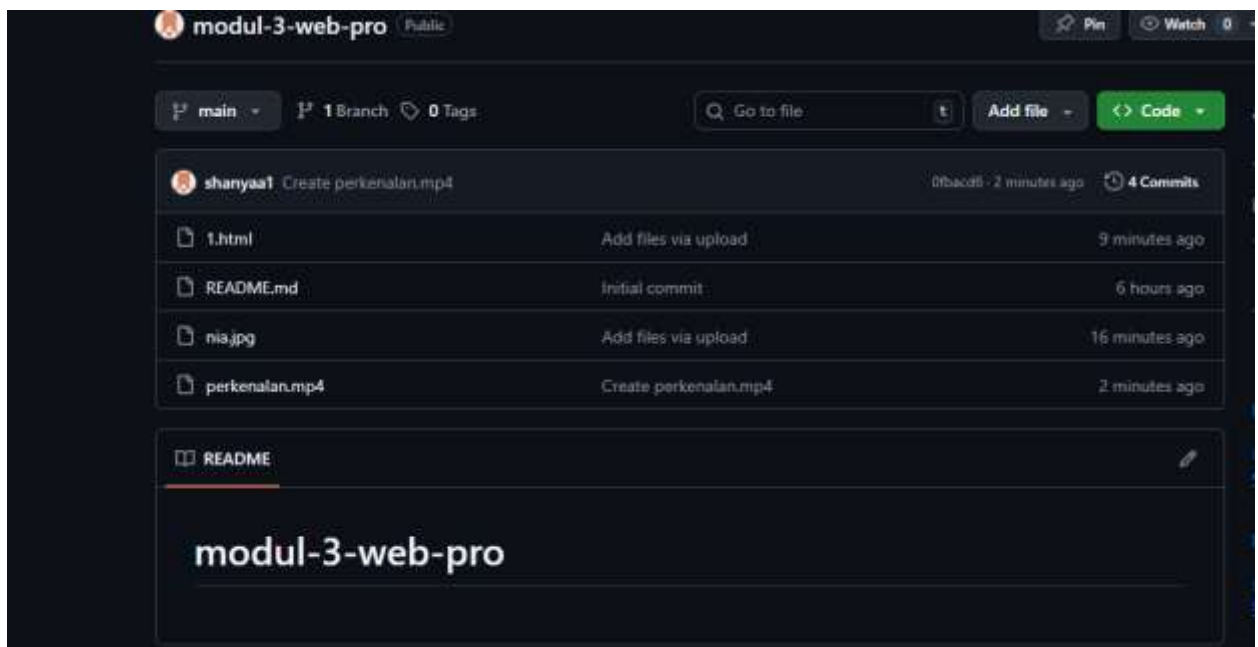 modul-3-web-pro Public Pin Watch 0
main 1 Branch 0 Tags Go to file t Add file Code
shanyaa1 Create perkenalan.mp4 0fbacd6 · 2 minutes ago 4 Commits
1.html Add files via upload 9 minutes ago
README.md Initial commit 6 hours ago
nia.jpg Add files via upload 16 minutes ago
perkenalan.mp4 Create perkenalan.mp4 2 minutes ago
README
modul-3-web-pro